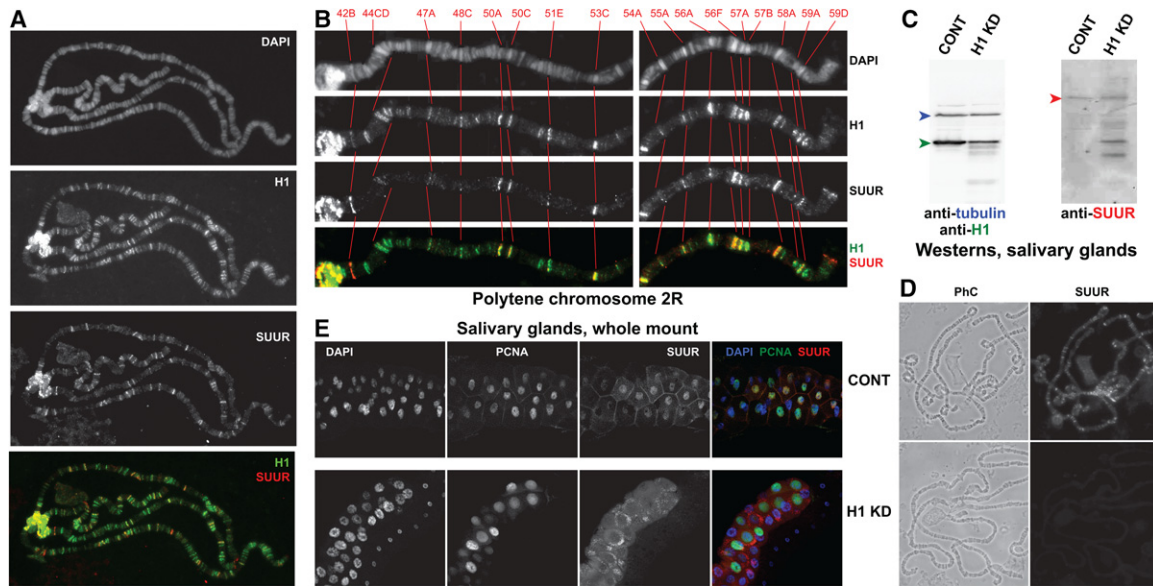 A
DAPI
H1
SUUR
H1
SUUR
B
42B 44CD 47A 48C 50A 50C 51E 53C 54A 55A 56A 56F 57A 57B 58A 59A 59D
DAPI
H1
SUUR
H1
SUUR
Polytene chromosome 2R
C
CONT H1 KD CONT H1 KD
anti-tubulin
anti-H1
anti-SUUR
Westerns, salivary glands
D
PhC SUUR
CONT
H1 KD
E
Salivary glands, whole mount
DAPI PCNA SUUR DAPI PCNA SUUR